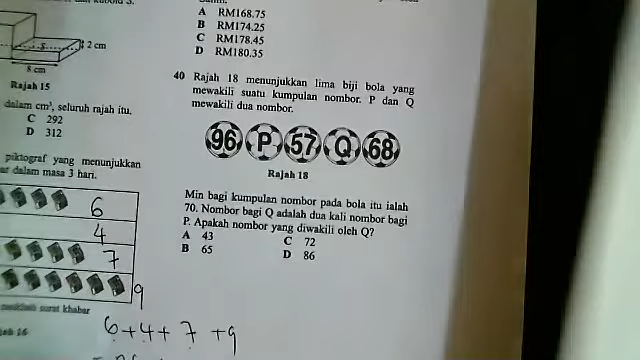 A RM168.75
B RM174.25
C RM178.45
D RM180.35
2 cm
8 cm
Rajah 15
dalam cm³, seluruh rajah itu.
C 292
D 312
piktograf yang menunjukkan
dalam masa 3 hari.
6
4
7
9
surat khabar
6+4+7+9
40 Rajah 18 menunjukkan lima biji bola yang
mewakili suatu kumpulan nombor. P dan Q
mewakili dua nombor.
96 P 57 Q 68
Rajah 18
Min bagi kumpulan nombor pada bola itu ialah
70. Nombor bagi Q adalah dua kali nombor bagi
P. Apakah nombor yang diwakili oleh Q?
A 43 C 72
B 65 D 86